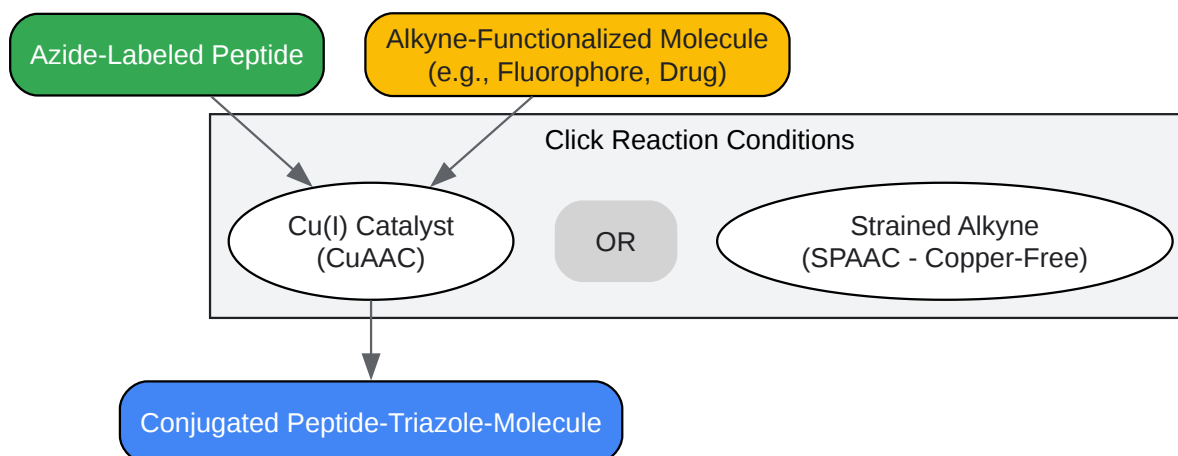 Azide-Labeled Peptide
Alkyne-Functionalized Molecule
(e.g., Fluorophore, Drug)
Click Reaction Conditions
Cu(I) Catalyst
(CuAAC)
OR
Strained Alkyne
(SPAAC - Copper-Free)
Conjugated Peptide-Triazole-Molecule